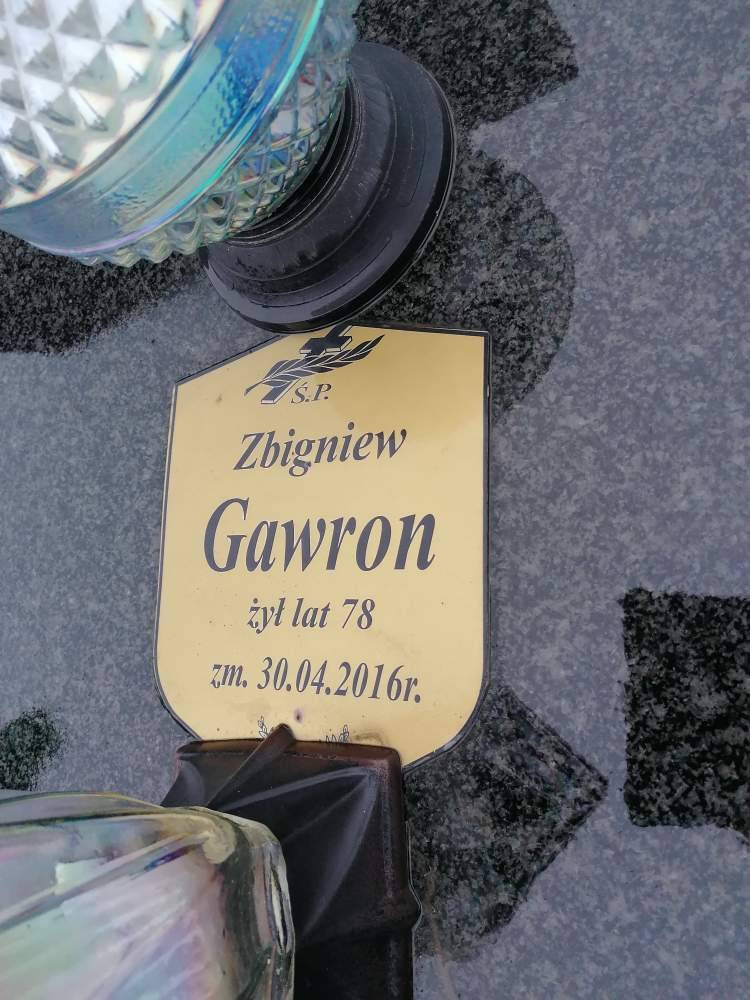 Ś.P.
Zbigniew
Gawron
żył lat 78
zm. 30.04.2016r.